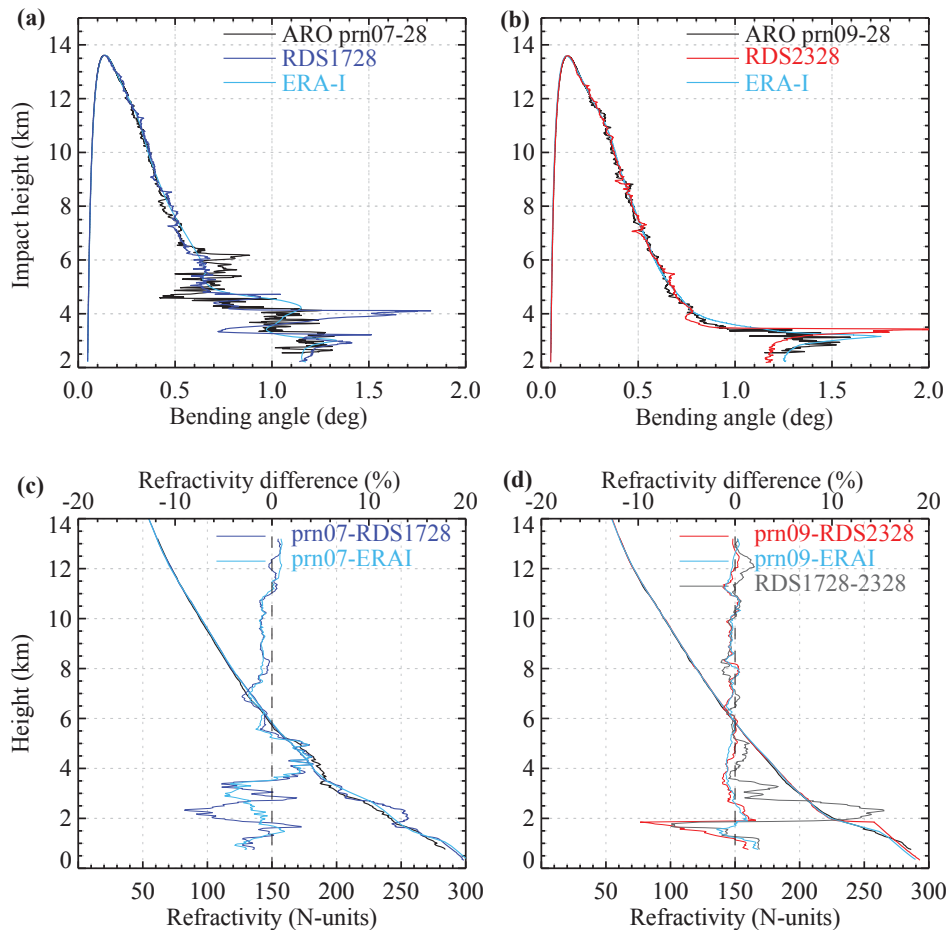 (a)
ARO prn07-28
RDS1728
ERA-I
14
12
10
8
6
4
2
Impact height (km)
0.0 0.5 1.0 1.5 2.0
Bending angle (deg)
(b)
ARO prn09-28
RDS2328
ERA-I
14
12
10
8
6
4
2
0.0 0.5 1.0 1.5 2.0
Bending angle (deg)
(c)
Refractivity difference (%)
-20 -10 0 10 20
prn07-RDS1728
prn07-ERAI
14
12
10
8
6
4
2
0
Height (km)
50 100 150 200 250 300
Refractivity (N-units)
(d)
Refractivity difference (%)
-20 -10 0 10 20
prn09-RDS2328
prn09-ERAI
RDS1728-2328
14
12
10
8
6
4
2
0
50 100 150 200 250 300
Refractivity (N-units)